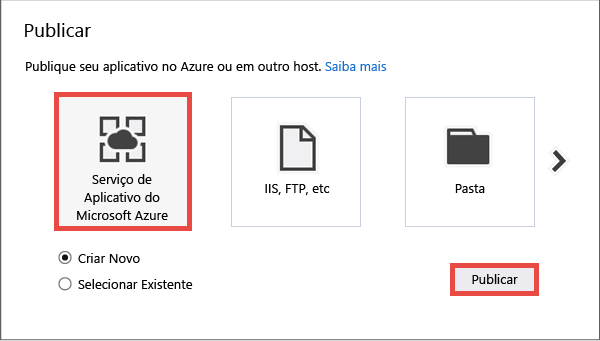 Publicar
Publique seu aplicativo no Azure ou em outro host. Saiba mais
Serviço de
Aplicativo do
Microsoft Azure
IIS, FTP, etc
Pasta
Criar Novo
Selecionar Existente
Publicar